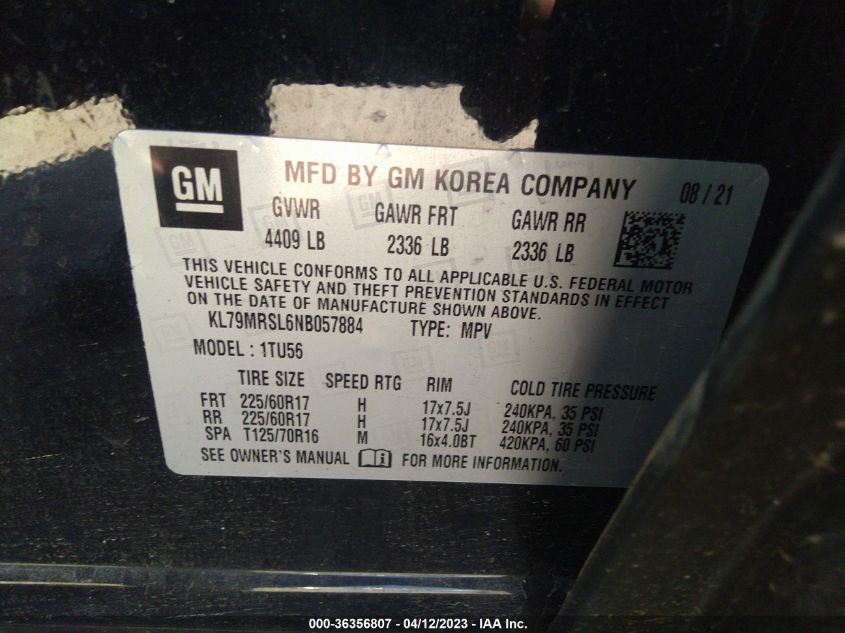 GM MFD BY GM KOREA COMPANY 08 / 21
GVWR GAWR FRT GAWR RR
4409 LB 2336 LB 2336 LB
THIS VEHICLE CONFORMS TO ALL APPLICABLE U.S. FEDERAL MOTOR
VEHICLE SAFETY AND THEFT PREVENTION STANDARDS IN EFFECT
ON THE DATE OF MANUFACTURE SHOWN ABOVE.
KL79MRSL6NB057884 TYPE: MPV
MODEL : 1TU56
TIRE SIZE SPEED RTG RIM COLD TIRE PRESSURE
FRT 225/60R17 H 17x7.5J 240KPA, 35 PSI
RR 225/60R17 H 17x7.5J 240KPA, 35 PSI
SPA T125/70R16 M 16x4.0BT 420KPA, 60 PSI
SEE OWNER'S MANUAL FOR MORE INFORMATION.
000-36356807 - 04/12/2023 - IAA Inc.